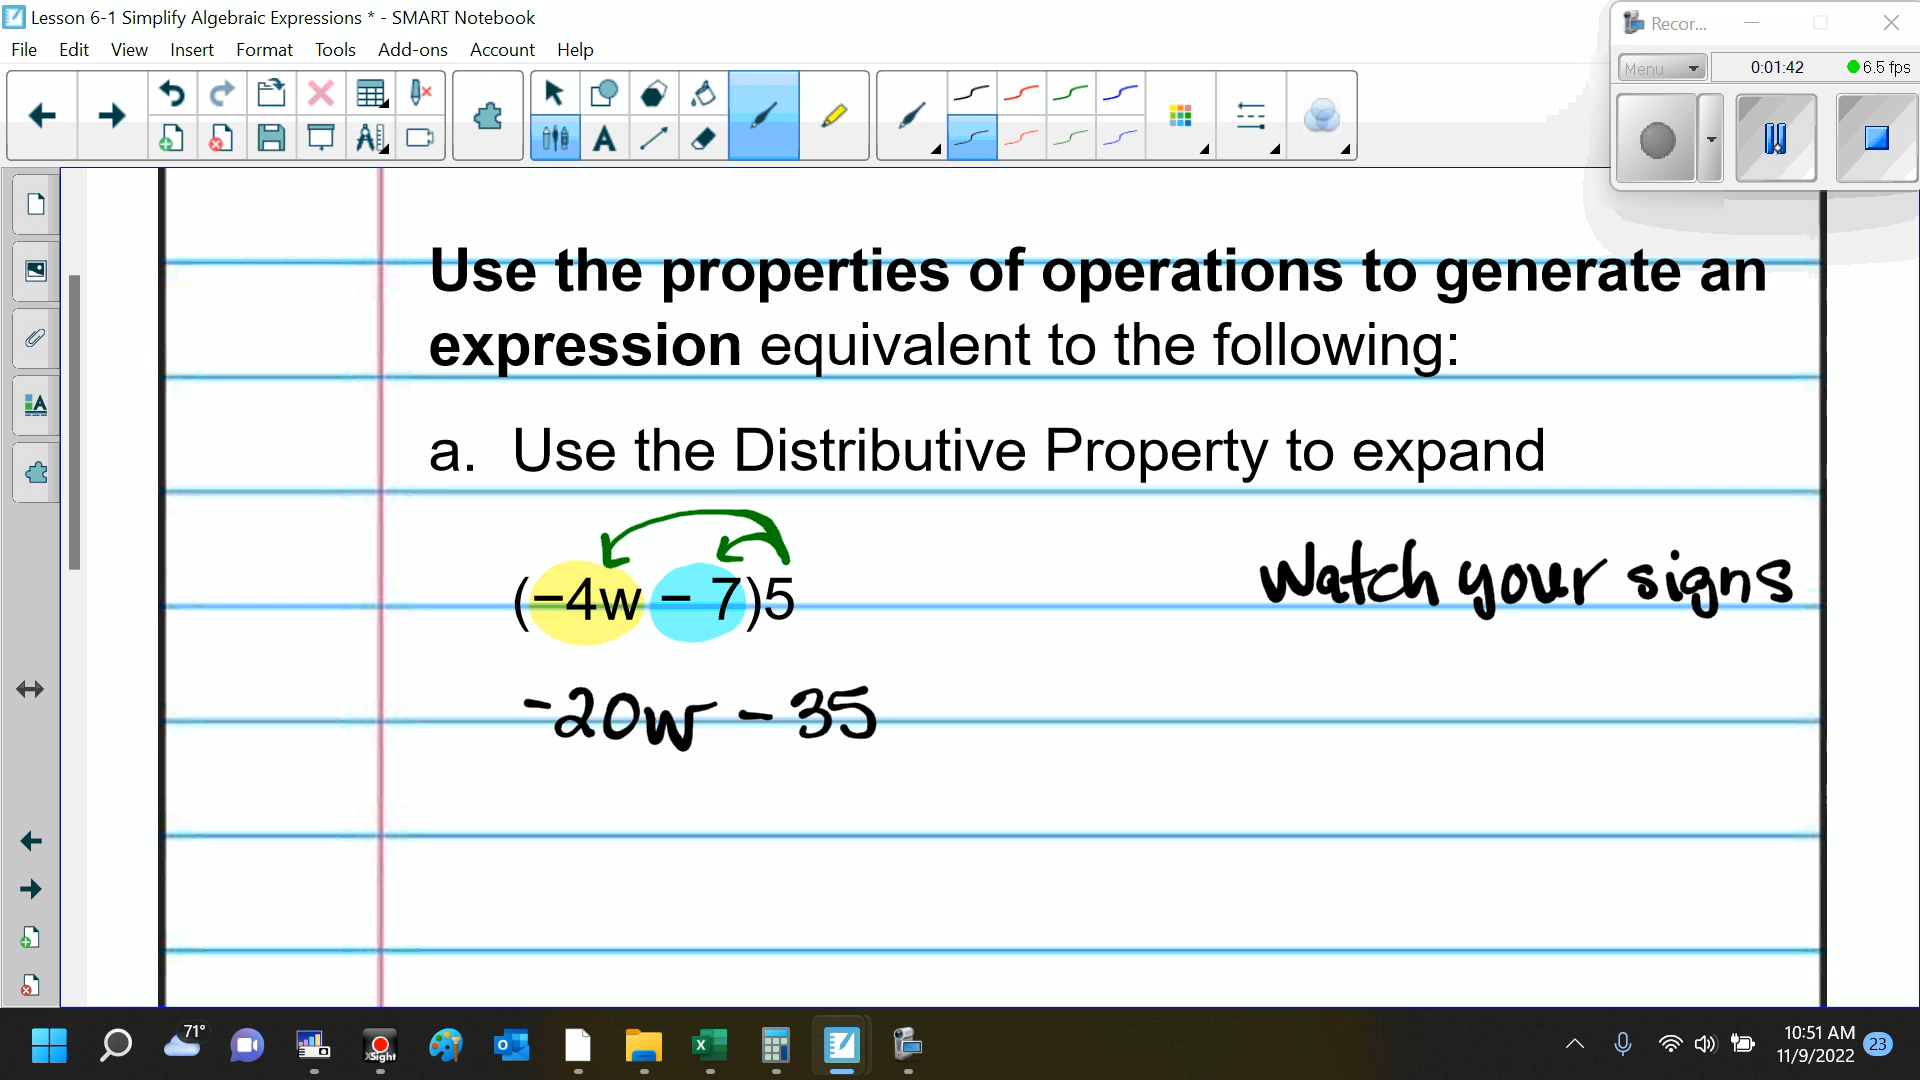 Lesson 6-1 Simplify Algebraic Expressions * - SMART Notebook
File Edit View Insert Format Tools Add-ons Account Help
Recor...
Menu 0:01:42 6.5 fps
Use the properties of operations to generate an
expression equivalent to the following:
a. Use the Distributive Property to expand
(−4w − 7)5
Watch your signs
-20w - 35
71°
XSight
10:51 AM
11/9/2022
23